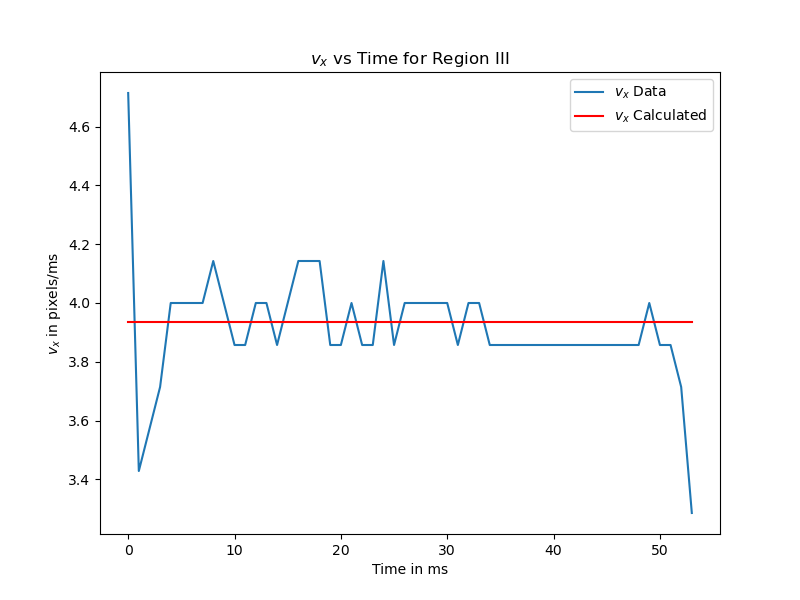 v_x vs Time for Region III
v_x Data
v_x Calculated
4.6
4.4
4.2
4.0
3.8
3.6
3.4
v_x in pixels/ms
0 10 20 30 40 50
Time in ms